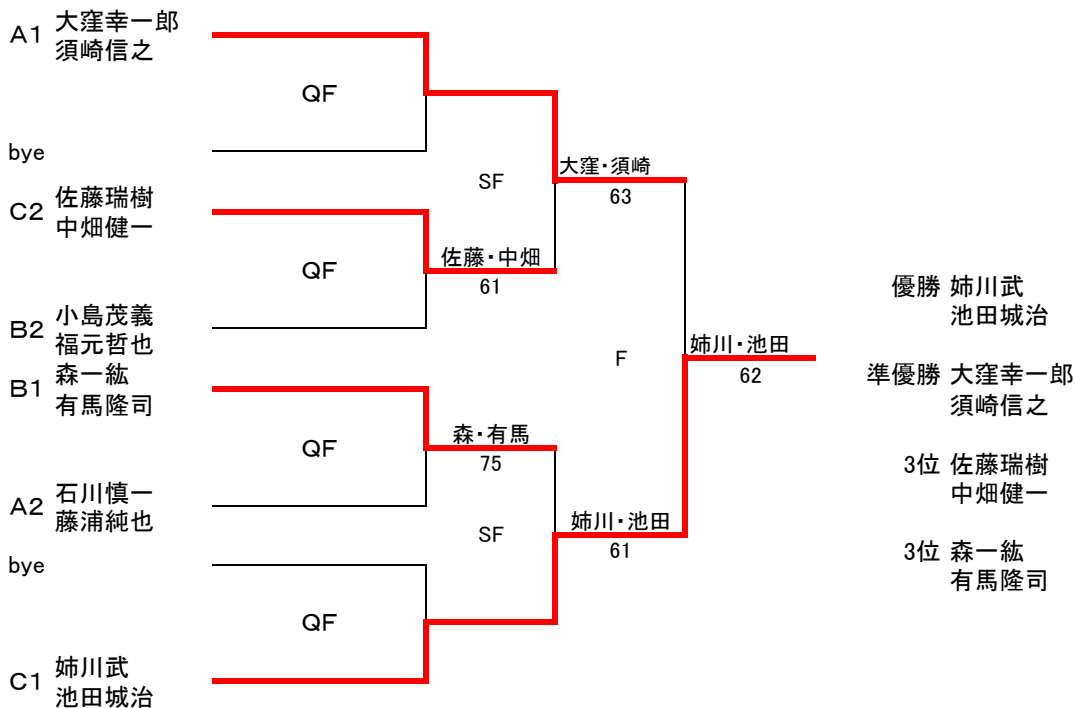 A1 大窪幸一郎
須崎信之
QF
bye
SF
大窪・須崎
63
C2 佐藤瑞樹
中畑健一
QF
佐藤・中畑
61
B2 小島茂義
福元哲也
F
姉川・池田
62
B1 森一紘
有馬隆司
QF
森・有馬
75
A2 石川慎一
藤浦純也
SF
姉川・池田
61
bye
QF
C1 姉川武
池田城治
優勝 姉川武
池田城治
準優勝 大窪幸一郎
須崎信之
3位 佐藤瑞樹
中畑健一
3位 森一紘
有馬隆司